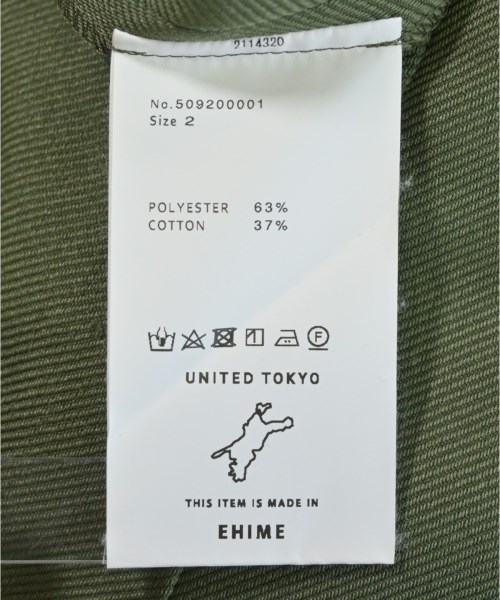 2114320
No.509200001
Size 2
POLYESTER 63%
COTTON 37%
F
UNITED TOKYO
THIS ITEM IS MADE IN
EHIME